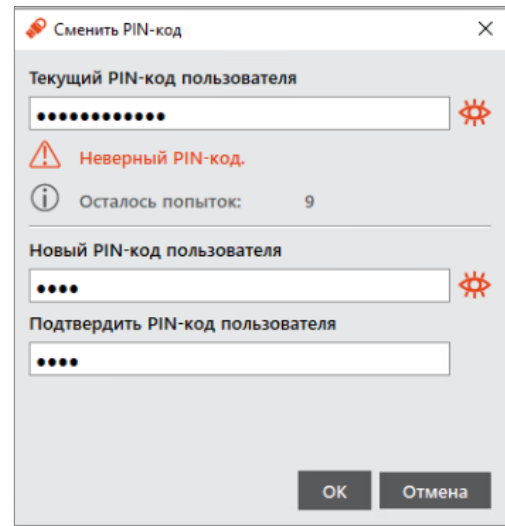 Сменить PIN-код
Текущий PIN-код пользователя
••••••••••••
Неверный PIN-код.
Осталось попыток: 9
Новый PIN-код пользователя
••••
Подтвердить PIN-код пользователя
••••
ОК Отмена